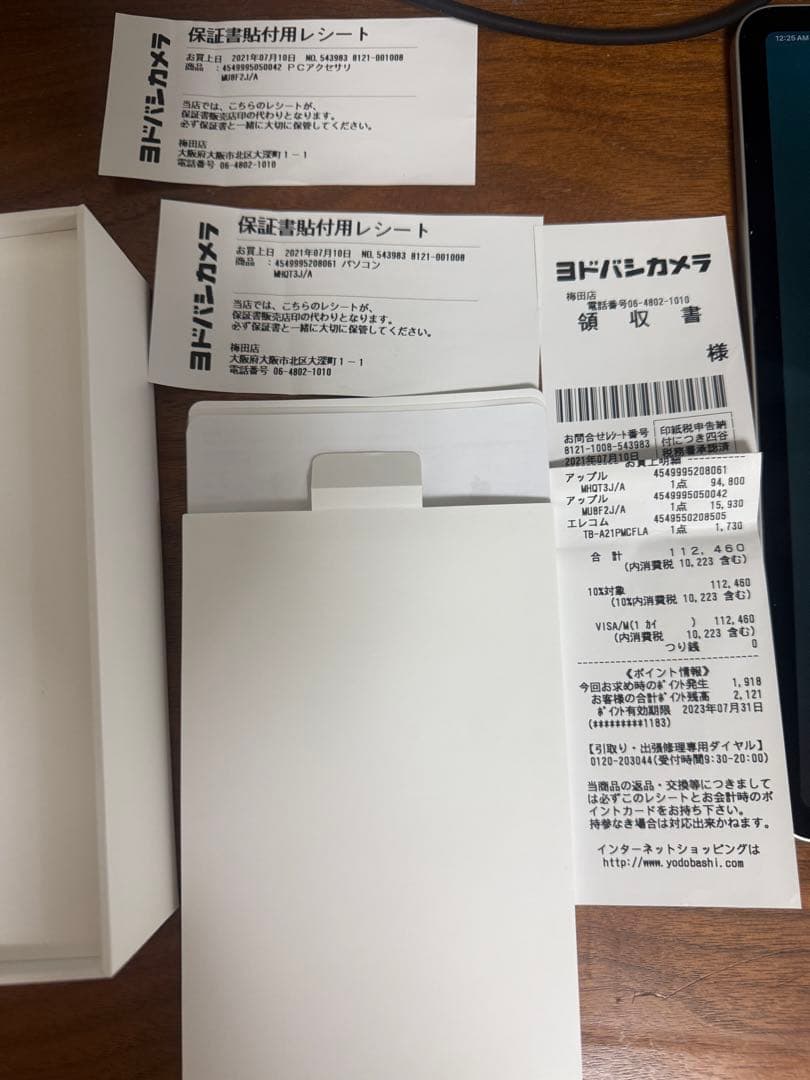 保証書貼付用レシート
ヨドバシカメラ
お買上日 2021年07月10日 NO. 543983 8121-001008
商品 : 4549995050042 PCアクセサリ
MU8F2J/A
当店では、こちらのレシートが、
保証書販売店印の代わりとなります。
必ず保証書と一緒に大切に保管してください。
梅田店
大阪府大阪市北区大深町1-1
電話番号 06-4802-1010
保証書貼付用レシート
ヨドバシカメラ
お買上日 2021年07月10日 NO. 543983 8121-001008
商品 : 4549995208061 パソコン
MHQT3J/A
当店では、こちらのレシートが、
保証書販売店印の代わりとなります。
必ず保証書と一緒に大切に保管してください。
梅田店
大阪府大阪市北区大深町1-1
電話番号 06-4802-1010
ヨドバシカメラ
梅田店
電話番号06-4802-1010
領 収 書
様
お問合せレシート番号
8121-1008-543983
2021年07月10日
印紙税申告納
付につき四谷
税務署承認済
お買上明細
アップル 4549995208061
MHQT3J/A 1点 94,800
アップル 4549995050042
MU8F2J/A 1点 15,930
エレコム 4549550208505
TB-A21PMCFLA 1点 1,730
合 計 112,460
(内消費税 10,223 含む)
10%対象 112,460
(10%内消費税 10,223 含む)
VISA/M(1 カイ ) 112,460
(内消費税 10,223 含む)
つり銭 0
《ポイント情報》
今回お求め時のポイント発生 1,918
お客様の合計ポイント残高 2,121
ポイント有効期限 2023年07月31日
(*********1183)
【引取り・出張修理専用ダイヤル】
0120-203044(受付時間9:30-20:00)
当商品の返品・交換等につきまして
は必ずこのレシートとお会計時のポ
イントカードをお持ち下さい。
持参なき場合は対応出来かねます。
インターネットショッピングは
http://www.yodobashi.com
12:25 AM